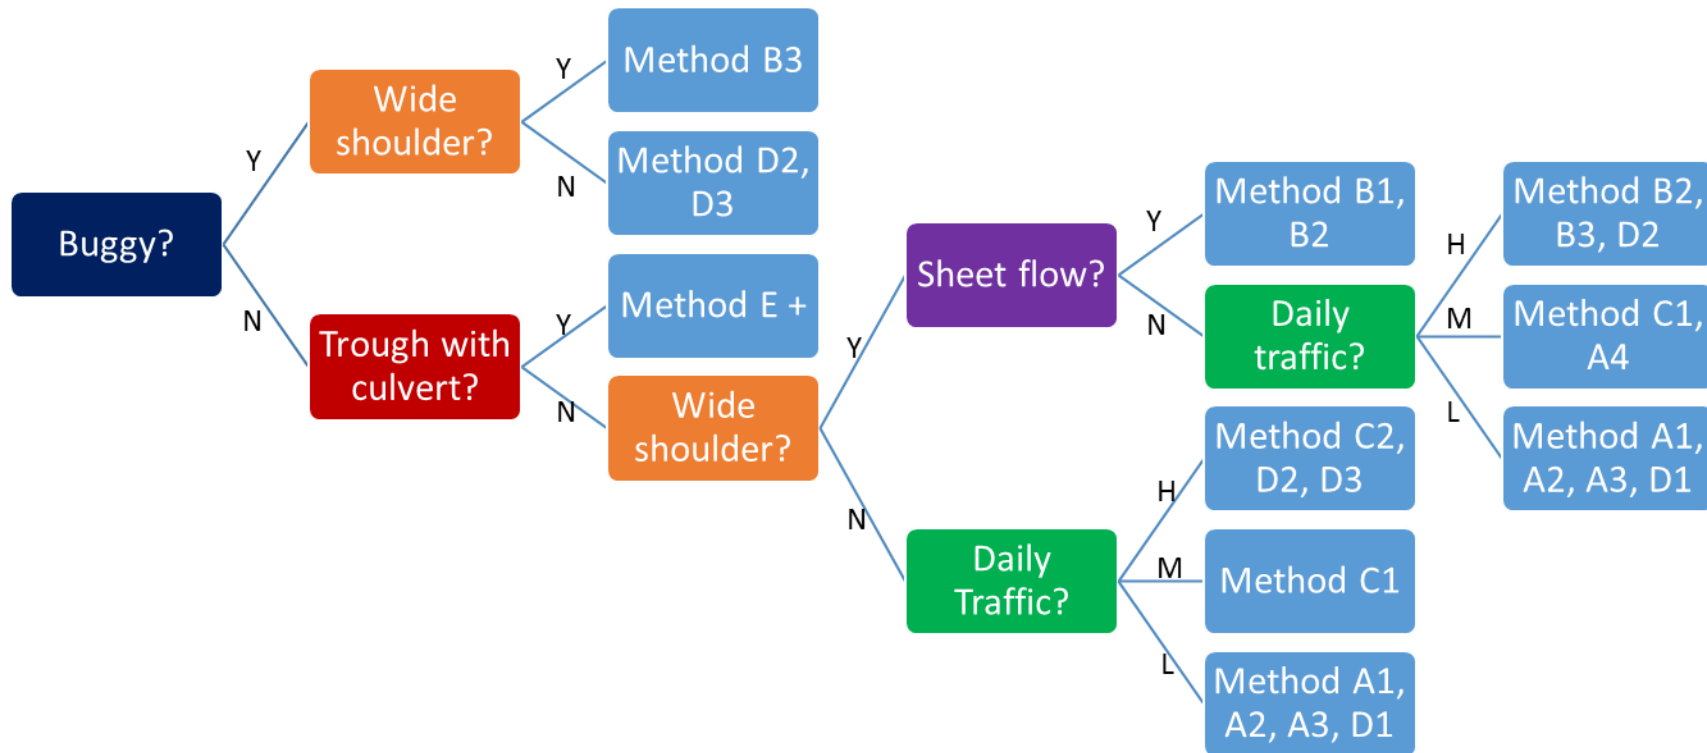 Buggy?
Y
N
Wide
shoulder?
Y
N
Method B3
Method D2,
D3
Trough with
culvert?
Y
N
Method E +
Wide
shoulder?
Y
N
Sheet flow?
Y
N
Method B1,
B2
Daily
traffic?
H
M
L
Method B2,
B3, D2
Method C1,
A4
Method A1,
A2, A3, D1
Daily
Traffic?
H
M
L
Method C2,
D2, D3
Method C1
Method A1,
A2, A3, D1